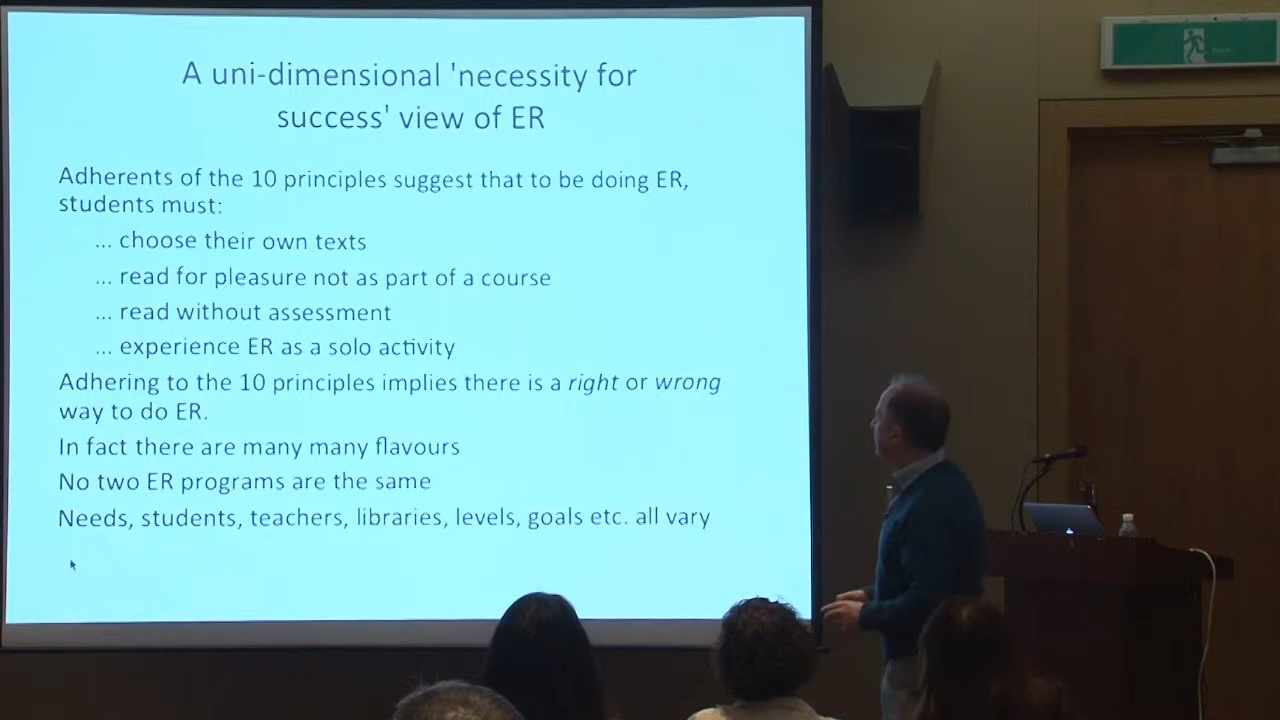 A uni-dimensional 'necessity for
success' view of ER
Adherents of the 10 principles suggest that to be doing ER,
students must:
... choose their own texts
... read for pleasure not as part of a course
... read without assessment
... experience ER as a solo activity
Adhering to the 10 principles implies there is a right or wrong
way to do ER.
In fact there are many many flavours
No two ER programs are the same
Needs, students, teachers, libraries, levels, goals etc. all vary